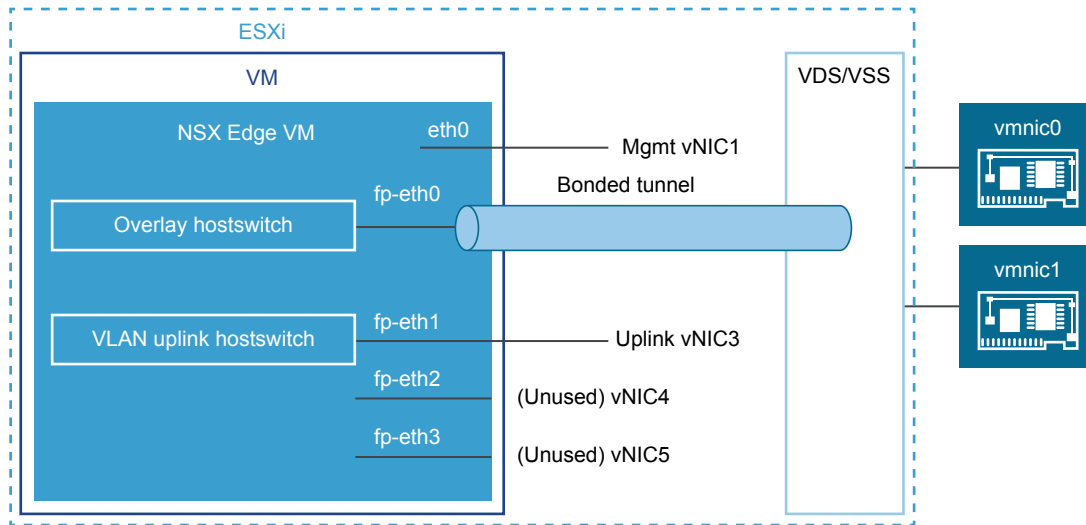 ESXi
VM
VDS/VSS
NSX Edge VM
eth0
Mgmt vNIC1
vmnic0
fp-eth0
Bonded tunnel
Overlay hostswitch
vmnic1
fp-eth1
VLAN uplink hostswitch
Uplink vNIC3
fp-eth2
(Unused) vNIC4
fp-eth3
(Unused) vNIC5